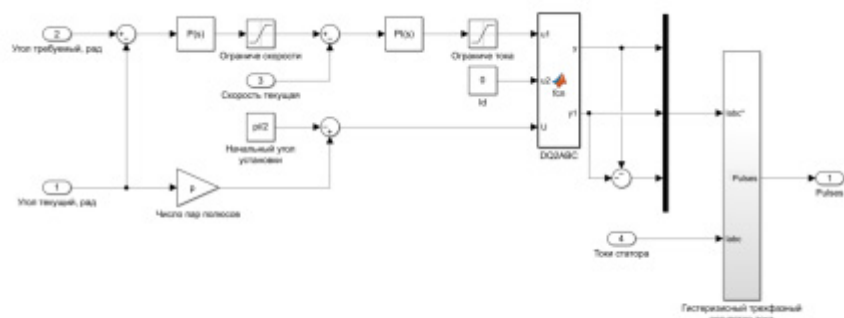 2
Угол требуемый, рад
PI(s)
Ограниче скорости
PI(s)
Ограниче тока
u1
y
3
Скорость текущая
0
Id
u2
fcn
pi/2
Начальный угол
установки
U
y1
DQ2ABC
Iabc*
1
Угол текущий, рад
p
Число пар полюсов
Pulses
1
Pulses
4
Токи статора
Iabc
Гистерезисный трехфазный